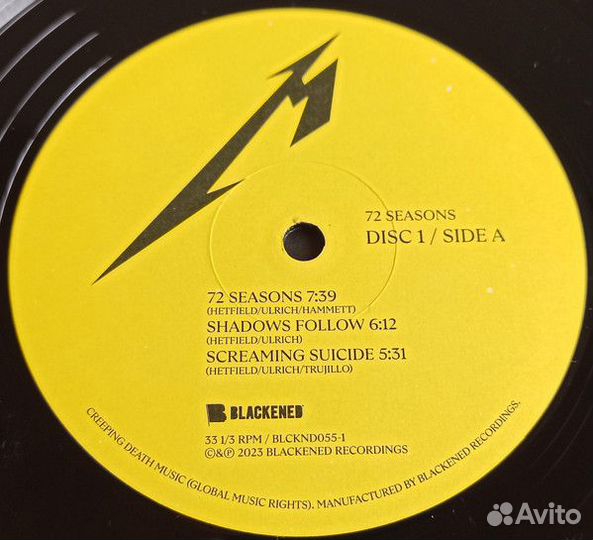 72 SEASONS
DISC 1 / SIDE A
72 SEASONS 7:39
(HETFIELD/ULRICH/HAMMETT)
SHADOWS FOLLOW 6:12
(HETFIELD/ULRICH)
SCREAMING SUICIDE 5:31
(HETFIELD/ULRICH/TRUJILLO)
BLACKENED
33 1/3 RPM / BLCKND055-1
©&℗ 2023 BLACKENED RECORDINGS
CREEPING DEATH MUSIC (GLOBAL MUSIC RIGHTS). MANUFACTURED BY BLACKENED RECORDINGS.
Avito